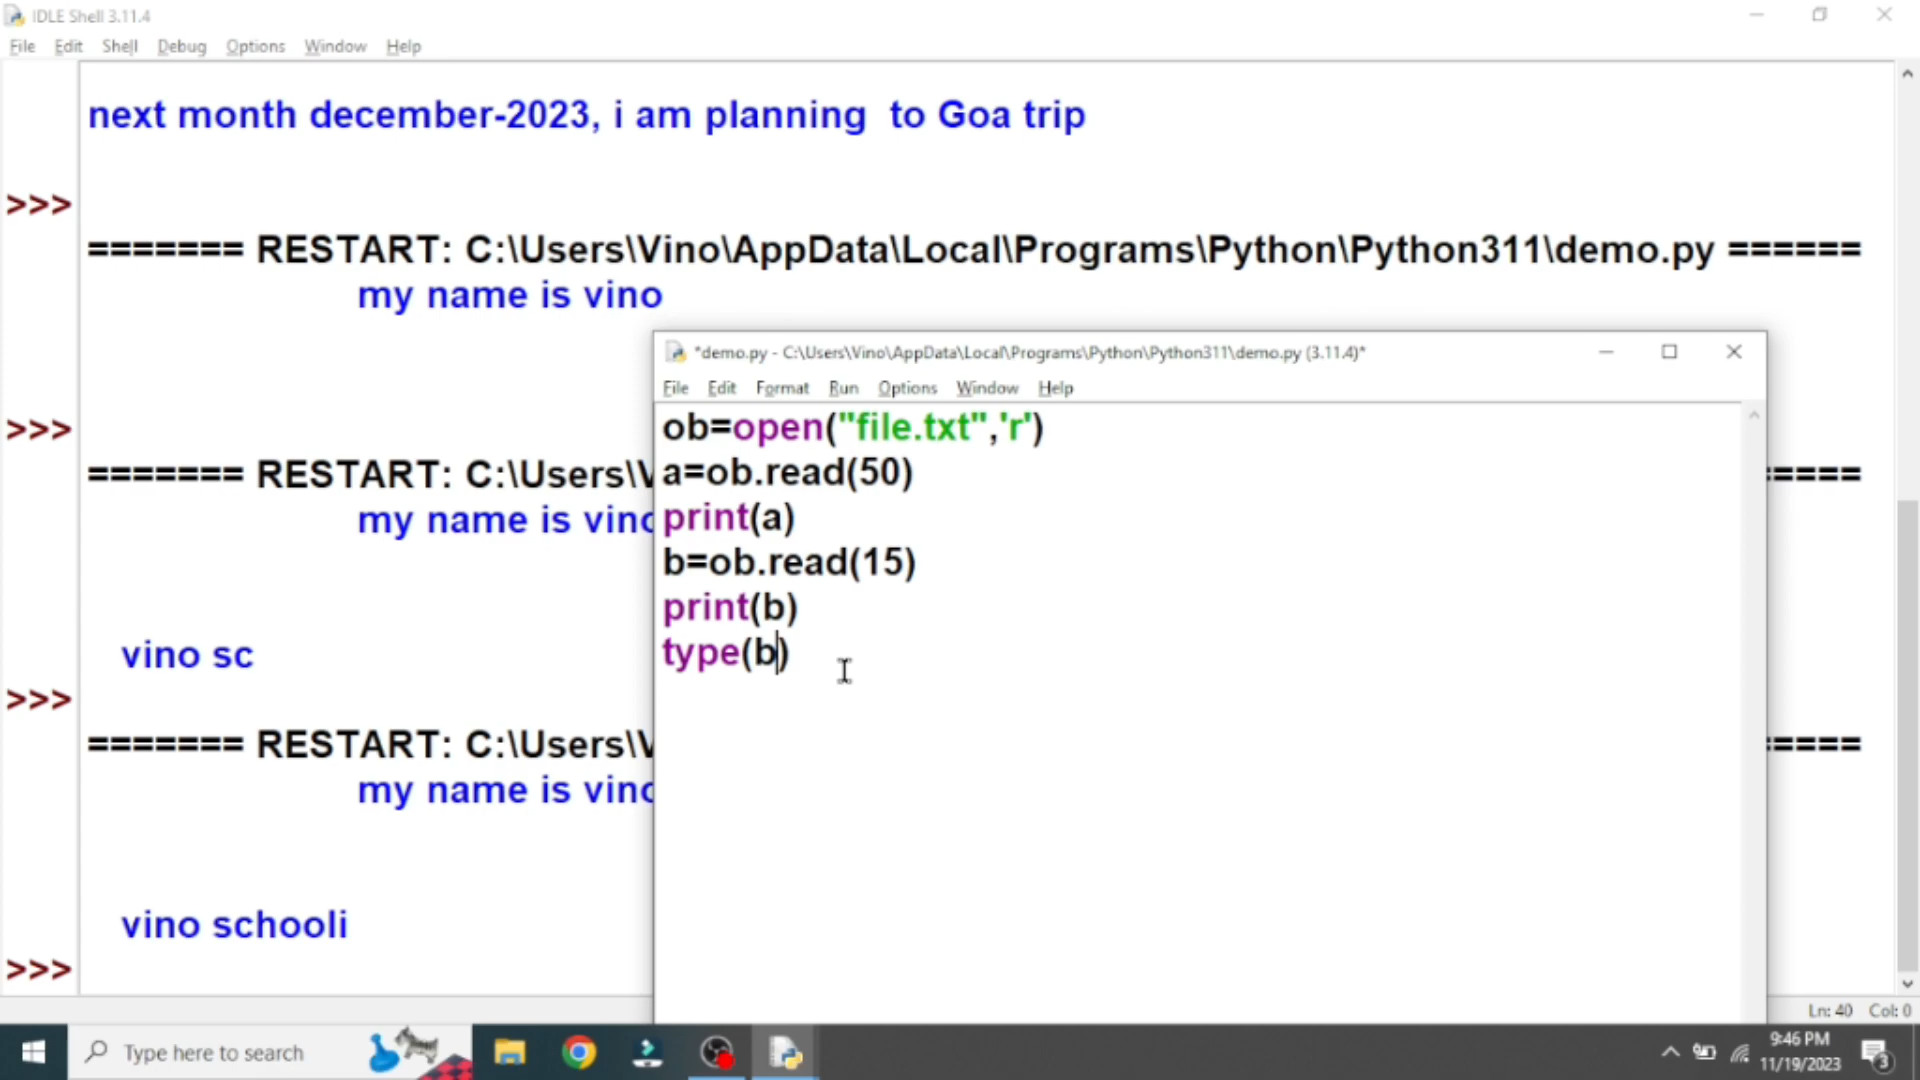 IDLE Shell 3.11.4
File Edit Shell Debug Options Window Help
next month december-2023, i am planning  to Goa trip
>>>
======= RESTART: C:\Users\Vino\AppData\Local\Programs\Python\Python311\demo.py ======
my name is vino
>>>
======= RESTART: C:\Users\V
=====
my name is vino
vino sc
>>>
======= RESTART: C:\Users\V
=====
my name is vino
vino schooli
>>>
*demo.py - C:\Users\Vino\AppData\Local\Programs\Python\Python311\demo.py (3.11.4)*
File Edit Format Run Options Window Help
ob=open("file.txt",'r')
a=ob.read(50)
print(a)
b=ob.read(15)
print(b)
type(b)
Ln: 40 Col: 0
Type here to search
9:46 PM
11/19/2023
3